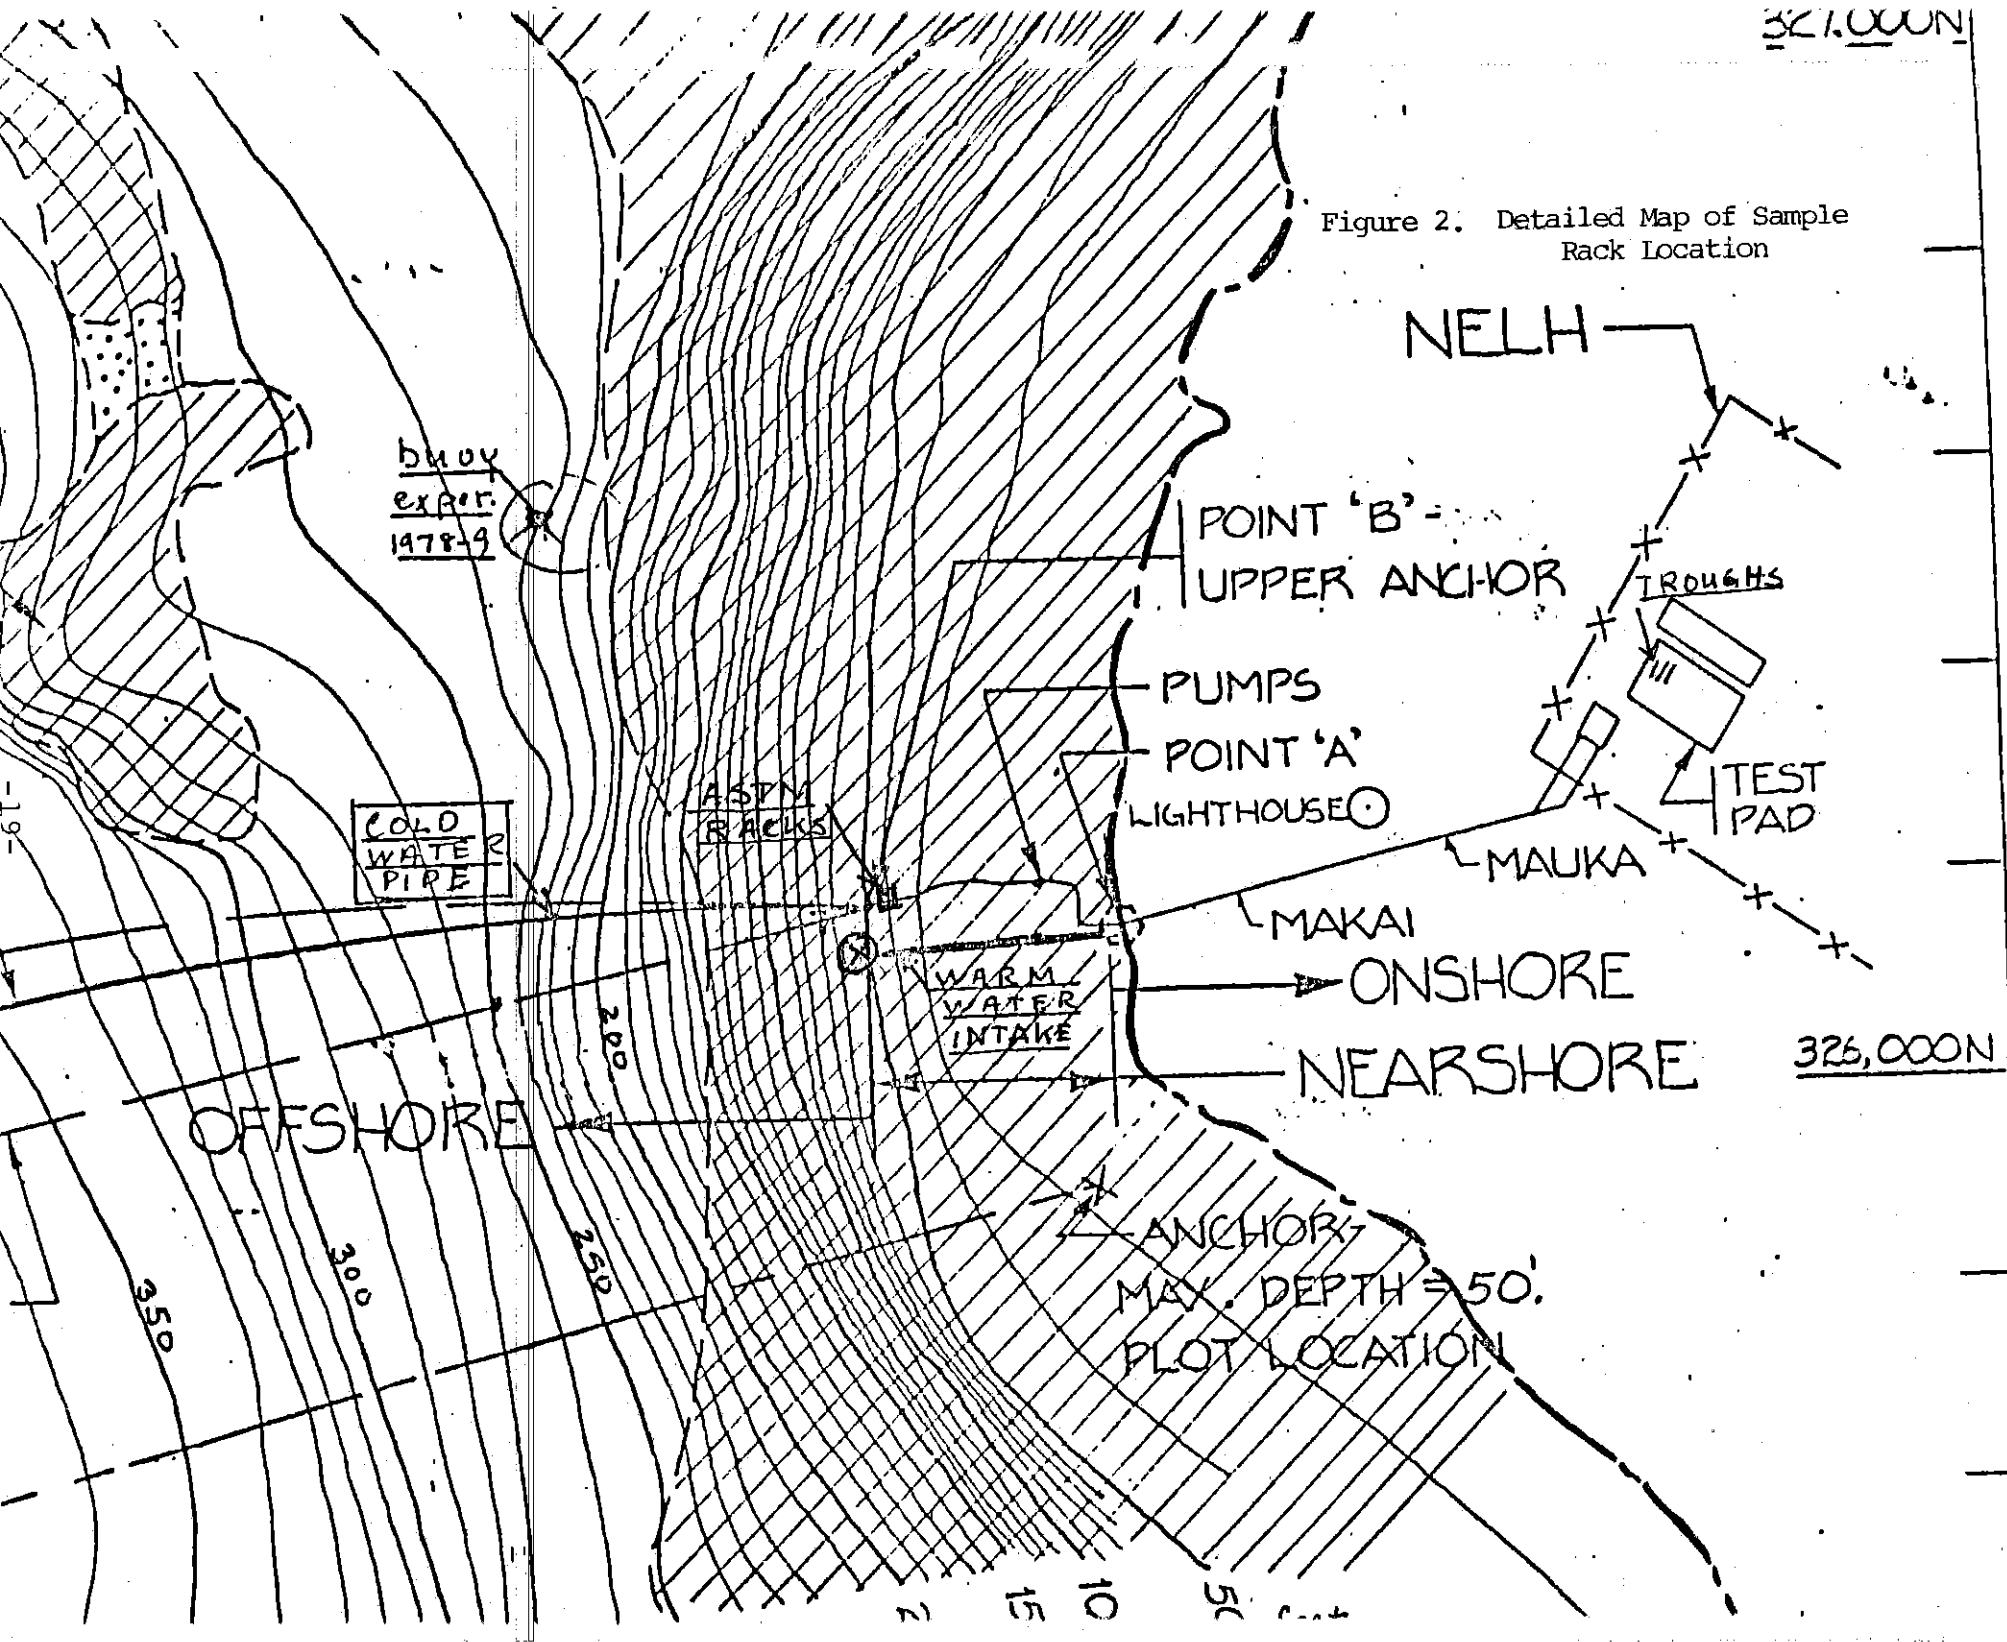 327.000N
Figure 2. Detailed Map of Sample
Rack Location
NELH
buoy
exper.
1978-9
POINT 'B' -
UPPER ANCHOR
TROUGHS
PUMPS
POINT 'A'
LIGHTHOUSE
TEST
PAD
ASTM
RACKS
COLD
WATER
PIPE
MAUKA
MAKAI
-19-
ONSHORE
WARM
WATER
INTAKE
200
NEARSHORE
326,000N
OFFSHORE
ANCHOR
MAX. DEPTH = 50'.
PLOT LOCATION
250
300
350
15
10